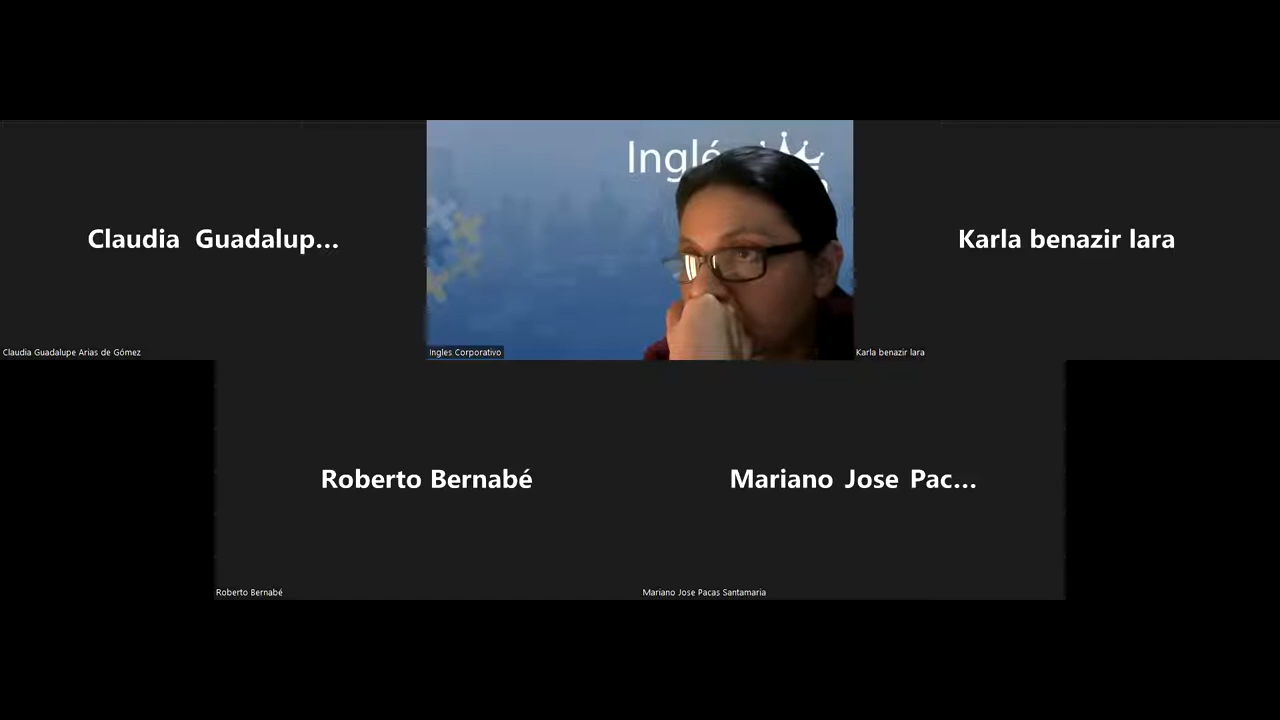 Inglé
Claudia Guadalup...
Karla benazir lara
Claudia Guadalupe Arias de Gómez
Ingles Corporativo
Karla benazir lara
Roberto Bernabé
Mariano Jose Pac...
Roberto Bernabé
Mariano Jose Pacas Santamaria